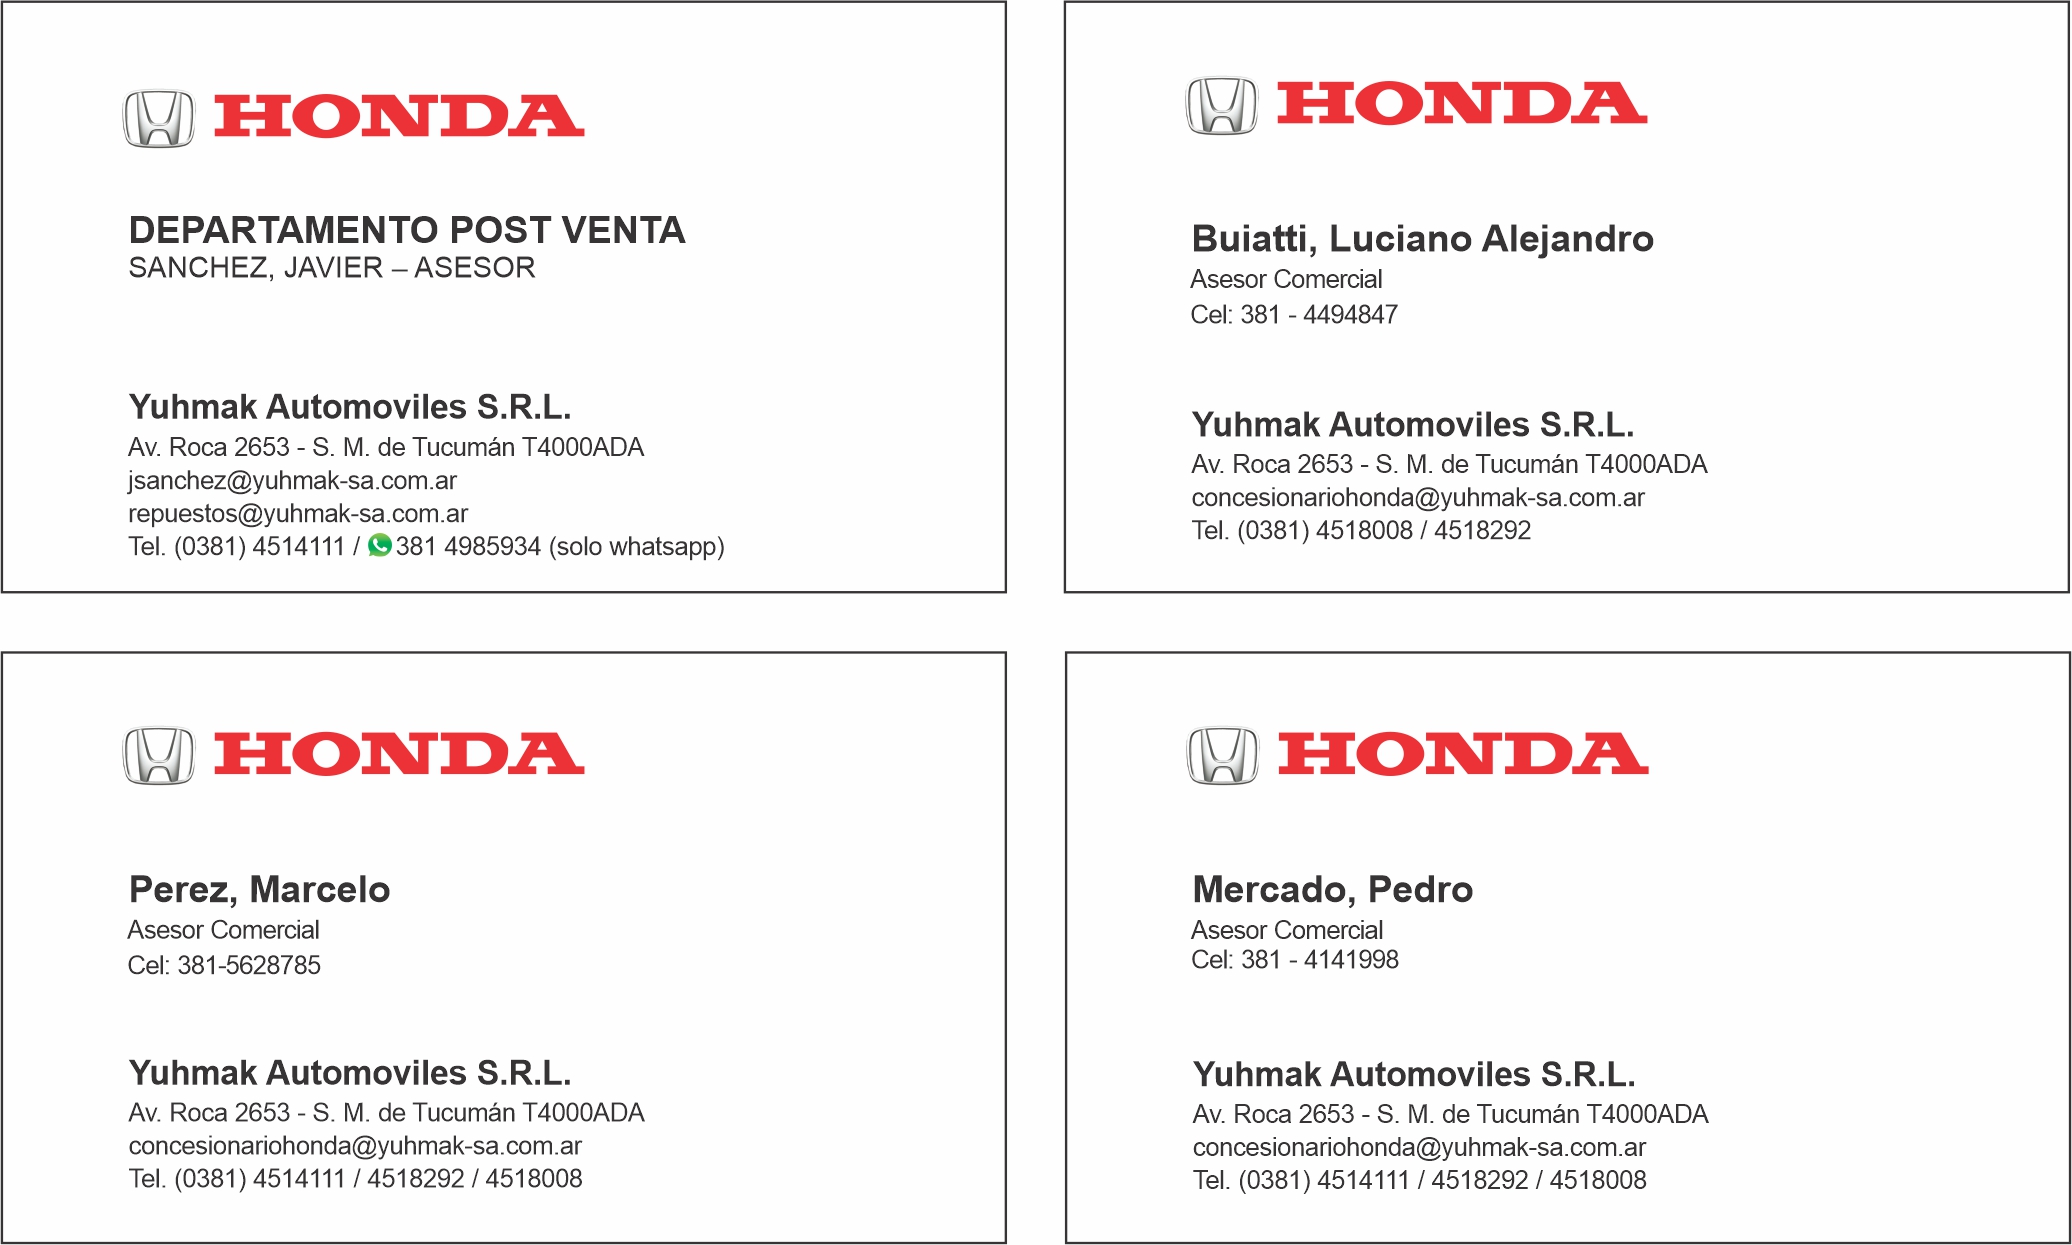 HONDA
DEPARTAMENTO POST VENTA
SANCHEZ, JAVIER – ASESOR
Yuhmak Automoviles S.R.L.
Av. Roca 2653 - S. M. de Tucumán T4000ADA
jsanchez@yuhmak-sa.com.ar
repuestos@yuhmak-sa.com.ar
Tel. (0381) 4514111 / 381 4985934 (solo whatsapp)
HONDA
Buiatti, Luciano Alejandro
Asesor Comercial
Cel: 381 - 4494847
Yuhmak Automoviles S.R.L.
Av. Roca 2653 - S. M. de Tucumán T4000ADA
concesionariohonda@yuhmak-sa.com.ar
Tel. (0381) 4518008 / 4518292
HONDA
Perez, Marcelo
Asesor Comercial
Cel: 381-5628785
Yuhmak Automoviles S.R.L.
Av. Roca 2653 - S. M. de Tucumán T4000ADA
concesionariohonda@yuhmak-sa.com.ar
Tel. (0381) 4514111 / 4518292 / 4518008
HONDA
Mercado, Pedro
Asesor Comercial
Cel: 381 - 4141998
Yuhmak Automoviles S.R.L.
Av. Roca 2653 - S. M. de Tucumán T4000ADA
concesionariohonda@yuhmak-sa.com.ar
Tel. (0381) 4514111 / 4518292 / 4518008